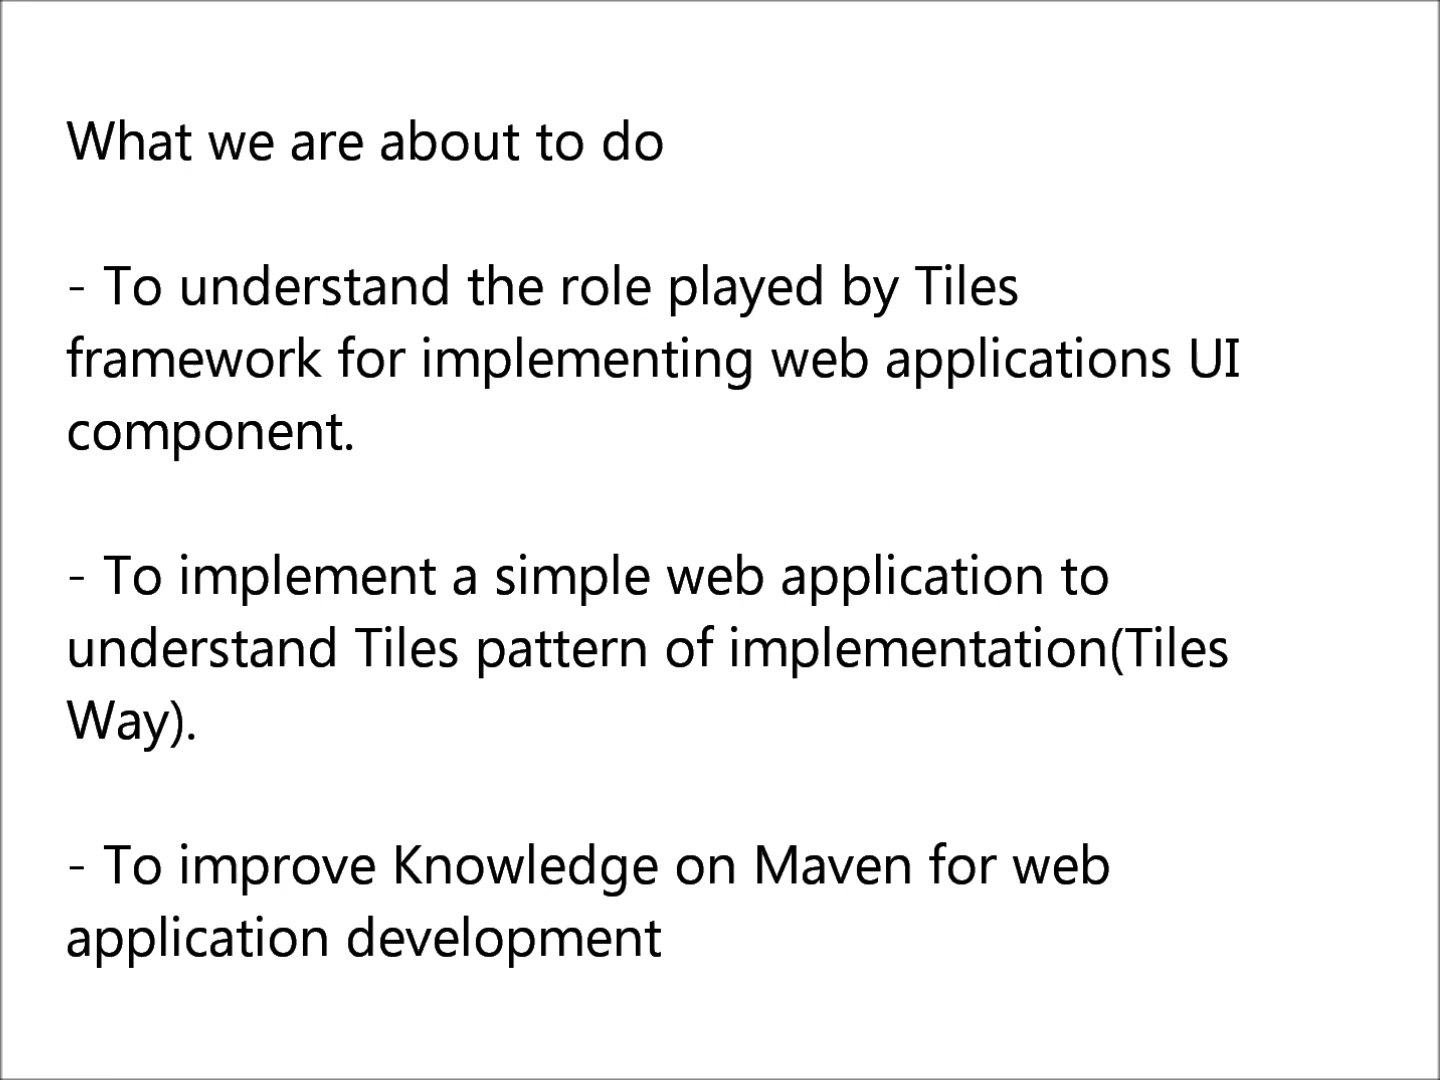 What we are about to do
- To understand the role played by Tiles
framework for implementing web applications UI
component.
- To implement a simple web application to
understand Tiles pattern of implementation(Tiles
Way).
- To improve Knowledge on Maven for web
application development